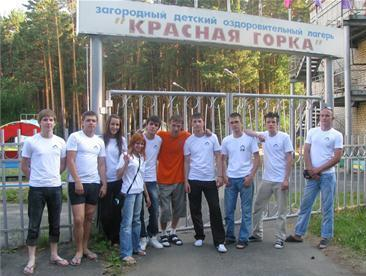 загородный детский оздоровительный лагерь
"КРАСНАЯ ГОРКА"